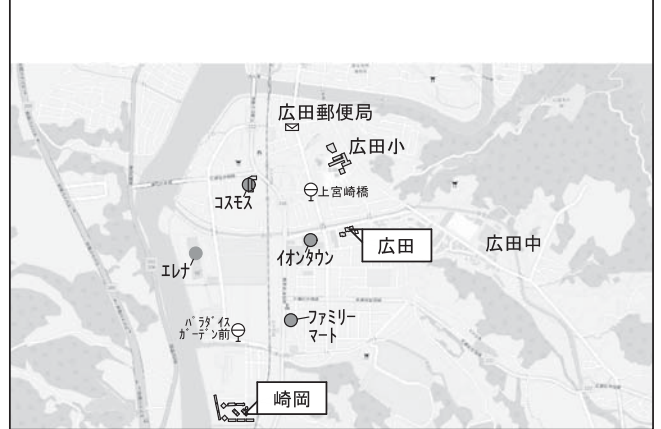 広田郵便局
広田小
上宮崎橋
コスモス
広田
広田中
イオンタウン
エレナ
パラダイス
ガーデン前
ファミリー
マート
崎岡